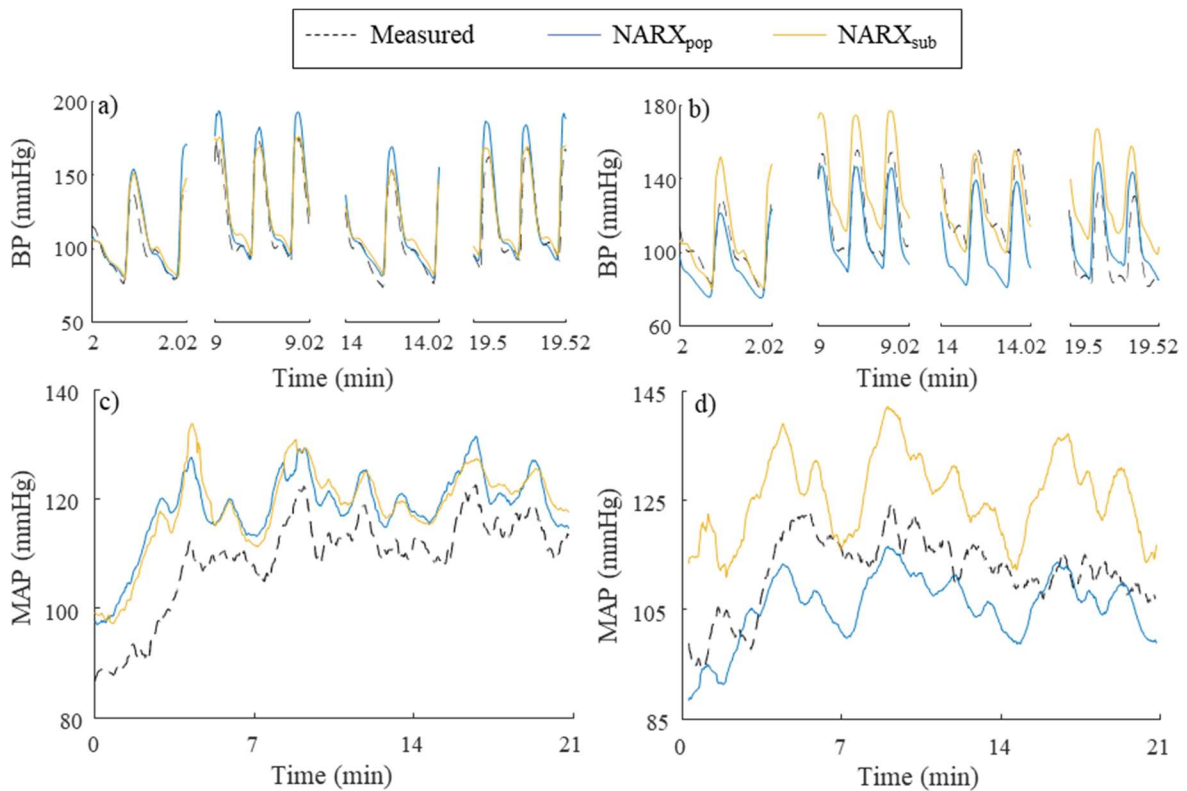 Measured NARXpop NARXsub
a)
200
150
100
50
BP (mmHg)
2 2.02 9 9.02 14 14.02 19.5 19.52
Time (min)
b)
180
140
100
60
BP (mmHg)
2 2.02 9 9.02 14 14.02 19.5 19.52
Time (min)
c)
140
120
100
80
MAP (mmHg)
0 7 14 21
Time (min)
d)
145
125
105
85
MAP (mmHg)
0 7 14 21
Time (min)